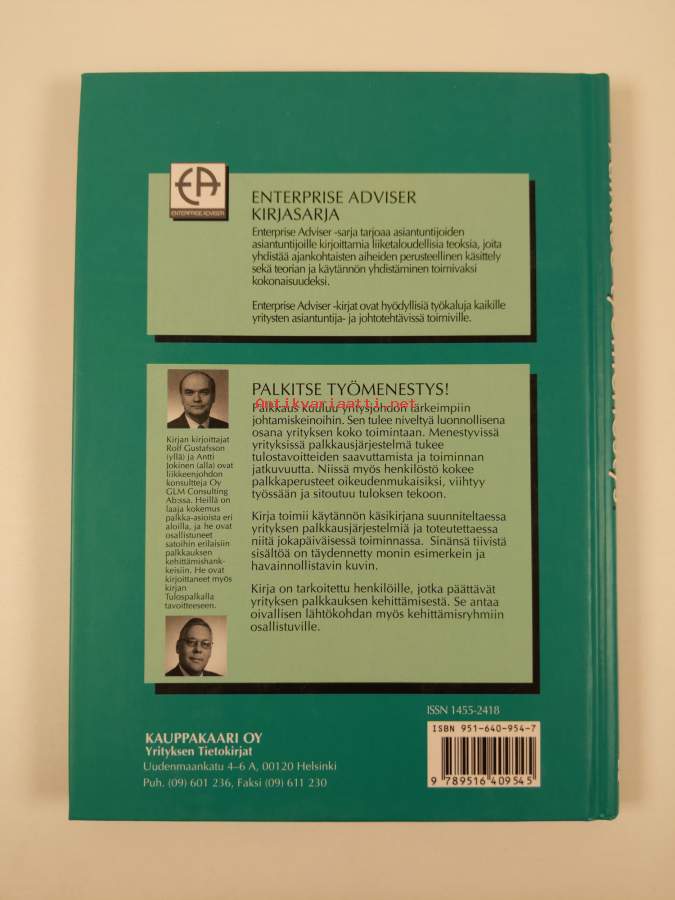 EA
ENTERPRISE ADVISER
ENTERPRISE ADVISER
KIRJASARJA
Enterprise Adviser -sarja tarjoaa asiantuntijoiden
asiantuntijoille kirjoittamia liiketaloudellisia teoksia, joita
yhdistää ajankohtaisten aiheiden perusteellinen käsittely
sekä teorian ja käytännön yhdistäminen toimivaksi
kokonaisuudeksi.
Enterprise Adviser -kirjat ovat hyödyllisiä työkaluja kaikille
yritysten asiantuntija- ja johtotehtävissä toimiville.
PALKITSE TYÖMENESTYS!
Antikvariaatti.net
Palkkaus kuuluu yritysjohdon tärkeimpiin
johtamiskeinoihin. Sen tulee niveltyä luonnollisena
osana yrityksen koko toimintaan. Menestyvissä
yrityksissä palkkausjärjestelmä tukee
tulostavoitteiden saavuttamista ja toiminnan
jatkuvuutta. Niissä myös henkilöstö kokee
palkkaperusteet oikeudenmukaisiksi, viihtyy
työssään ja sitoutuu tuloksen tekoon.
Kirja toimii käytännön käsikirjana suunniteltaessa
yrityksen palkkausjärjestelmiä ja toteutettaessa
niitä jokapäiväisessä toiminnassa. Sinänsä tiivistä
sisältöä on täydennetty monin esimerkein ja
havainnollistavin kuvin.
Kirja on tarkoitettu henkilöille, jotka päättävät
yrityksen palkkauksen kehittämisestä. Se antaa
oivallisen lähtökohdan myös kehittämisryhmiin
osallistuville.
Kirjan kirjoittajat
Rolf Gustafsson
(yllä) ja Antti
Jokinen (alla) ovat
liikkeenjohdon
konsultteja Oy
GLM Consulting
Ab:ssa. Heillä on
laaja kokemus
palkka-asioista eri
aloilla, ja he ovat
osallistuneet
satoihin erilaisiin
palkkauksen
kehittämishank-
keisiin. He ovat
kirjoittaneet myös
kirjan
Tulospalkalla
tavoitteeseen.
ISSN 1455-2418
ISBN 951-640-954-7
9 789516 409545
KAUPPAKAARI OY
Yrityksen Tietokirjat
Uudenmaankatu 4–6 A, 00120 Helsinki
Puh. (09) 601 236, Faksi (09) 611 230